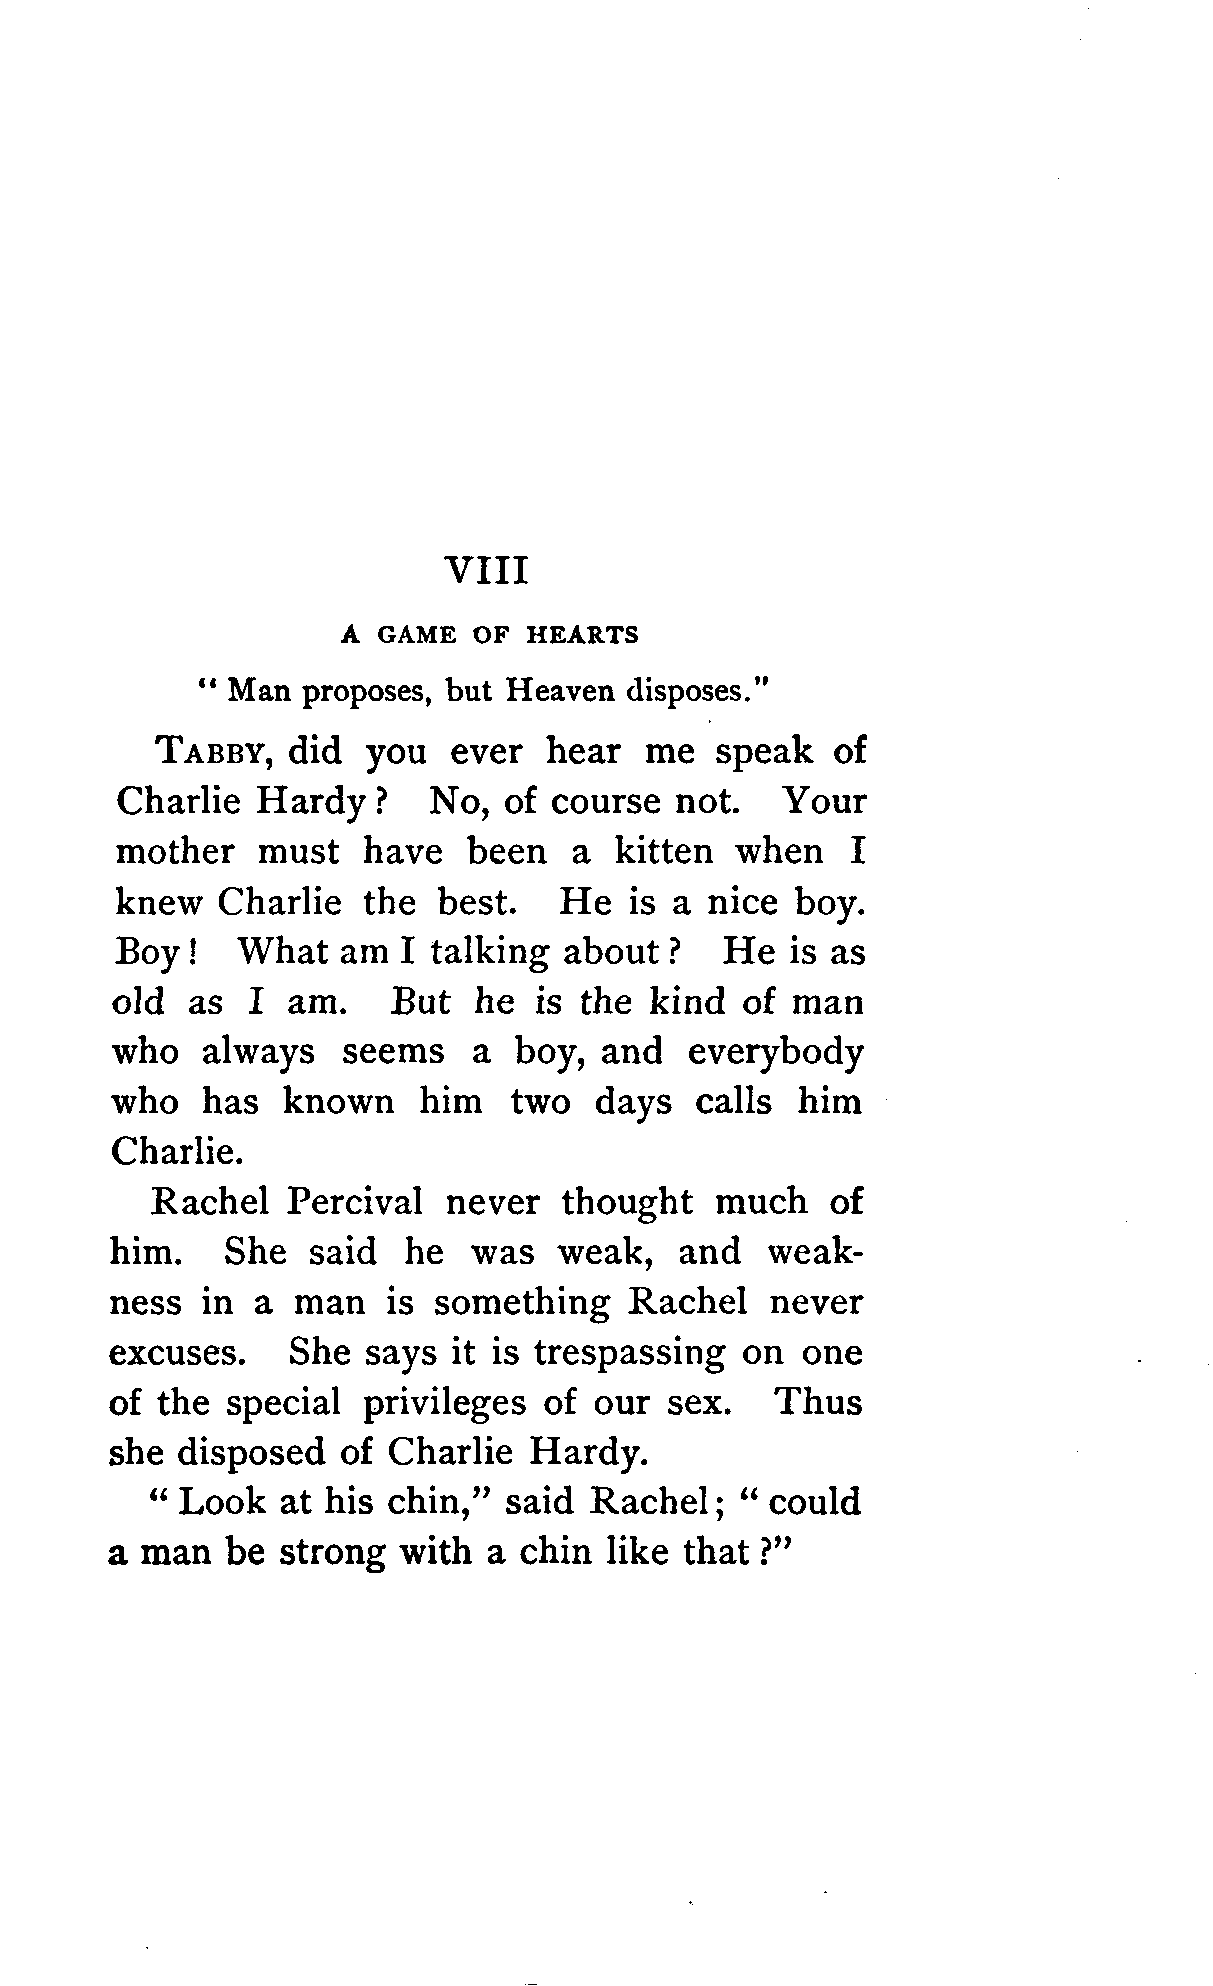 VIII
A GAME OF HEARTS
" Man proposes, but Heaven disposes."
TABBY, did you ever hear me speak of
Charlie Hardy ? No, of course not. Your
mother must have been a kitten when I
knew Charlie the best. He is a nice boy.
Boy ! What am I talking about ? He is as
old as I am. But he is the kind of man
who always seems a boy, and everybody
who has known him two days calls him
Charlie.
Rachel Percival never thought much of
him. She said he was weak, and weak-
ness in a man is something Rachel never
excuses. She says it is trespassing on one
of the special privileges of our sex. Thus
she disposed of Charlie Hardy.
" Look at his chin," said Rachel; " could
a man be strong with a chin like that ?"